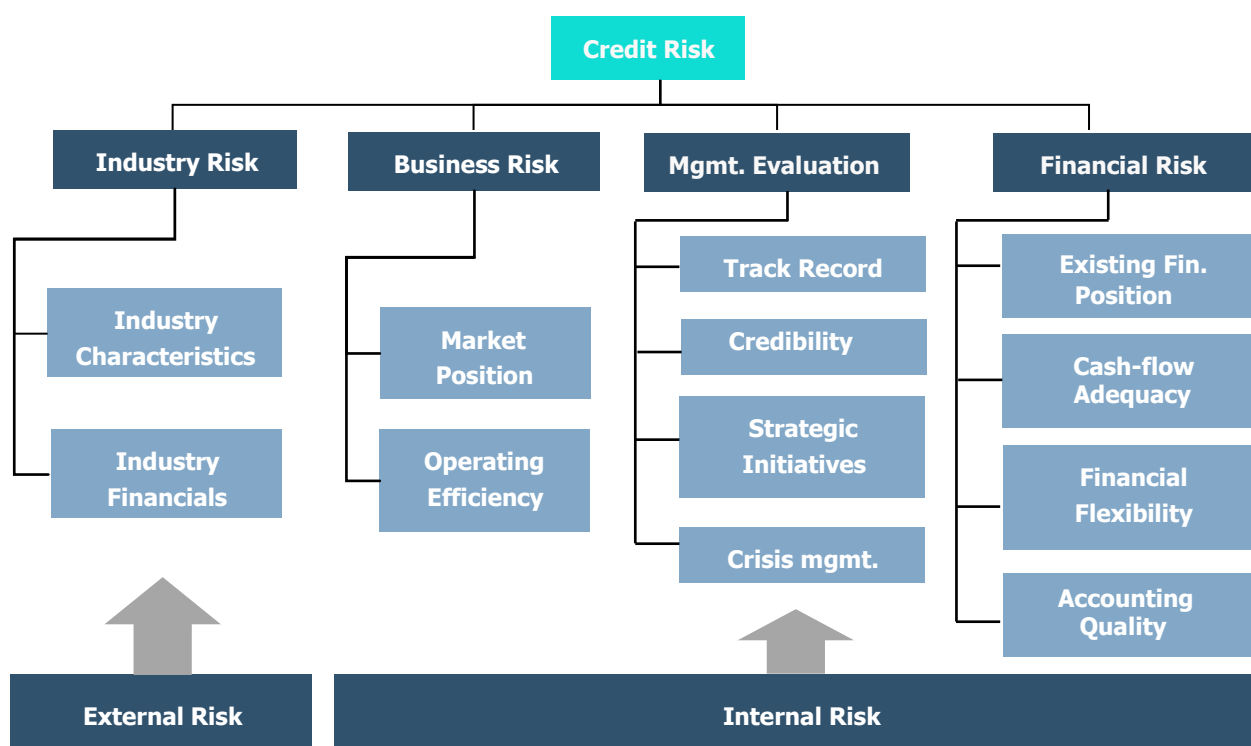 Credit Risk
Industry Risk
Business Risk
Mgmt. Evaluation
Financial Risk
Industry
Characteristics
Industry
Financials
Market
Position
Operating
Efficiency
Track Record
Credibility
Strategic
Initiatives
Crisis mgmt.
Existing Fin.
Position
Cash-flow
Adequacy
Financial
Flexibility
Accounting
Quality
External Risk
Internal Risk